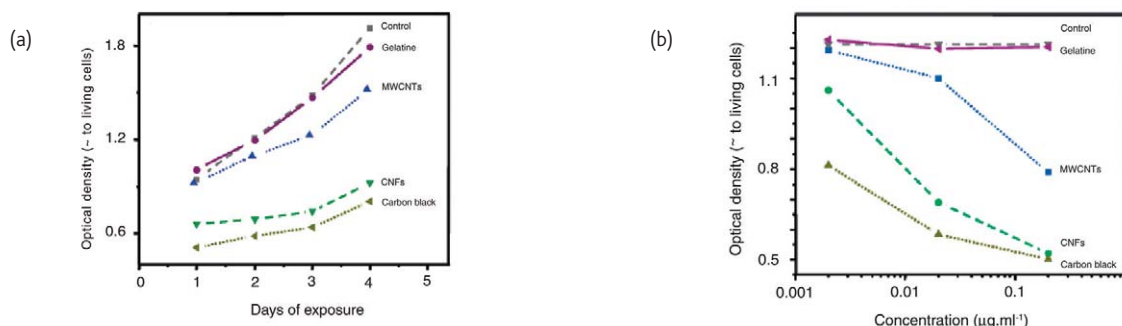 (a)
Optical density (~ to living cells)
1.8
1.2
0.6
0
1
2
3
4
5
Days of exposure
Control
Gelatine
MWCNTs
CNFs
Carbon black
(b)
Optical density (~ to living cells)
1.1
0.8
0.5
0.001
0.01
0.1
Concentration (µg.ml⁻¹)
Control
Gelatine
MWCNTs
CNFs
Carbon black